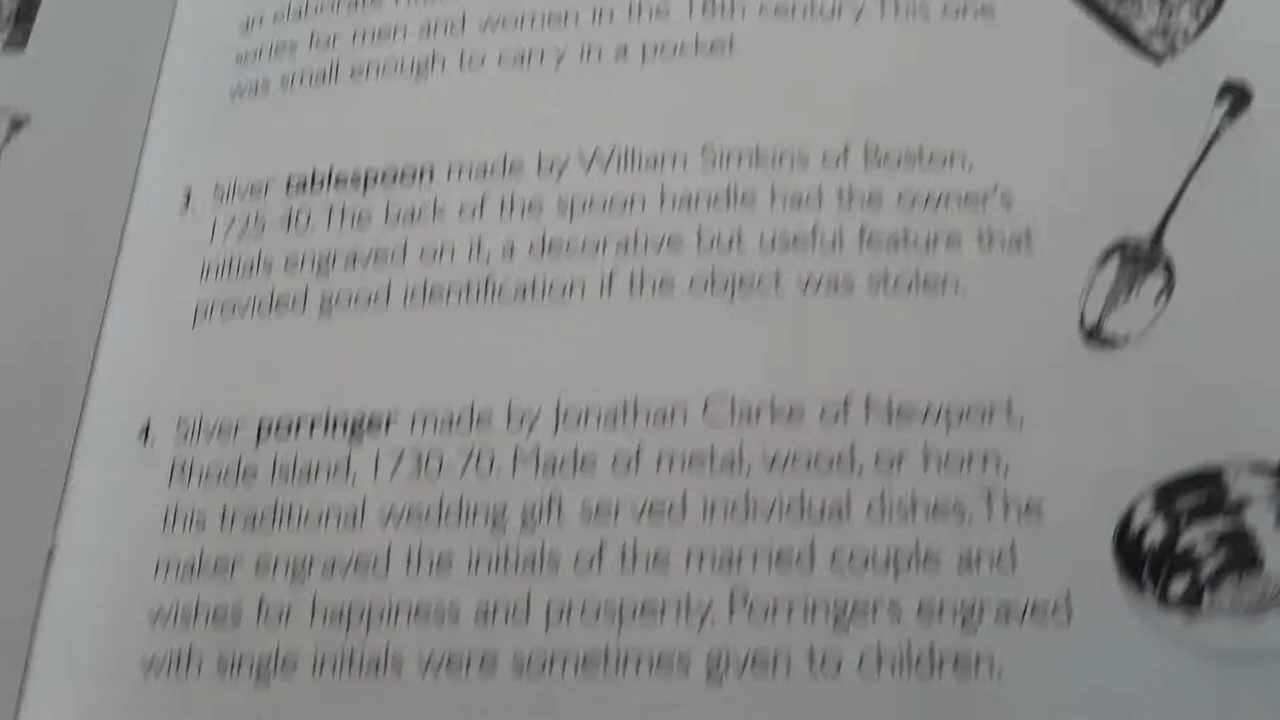 an elaborate
for men and women in the 18th century. This one
was small enough to carry in a pocket.
3. Silver tablespoon made by William Simkins of Boston,
1725-40. The back of the spoon handle had the owner's
initials engraved on it, a decorative but useful feature that
provided good identification if the object was stolen.
4. Silver porringer made by Jonathan Clarke of Newport,
Rhode Island, 1730-70. Made of metal, wood, or horn,
this traditional wedding gift served individual dishes. The
maker engraved the initials of the married couple and
wishes for happiness and prosperity. Porringers engraved
with single initials were sometimes given to children.